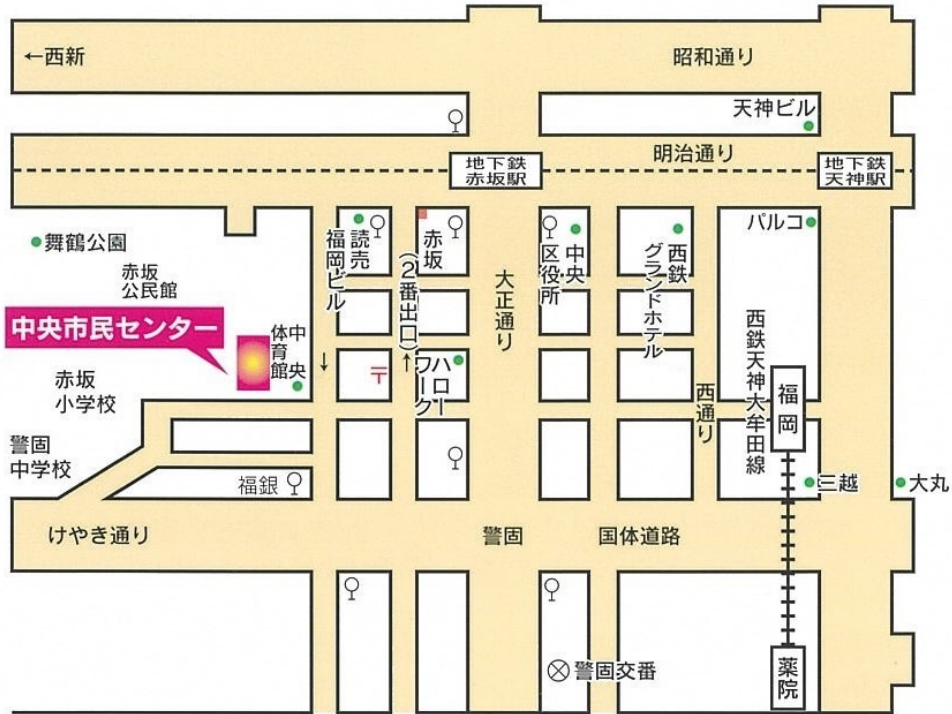 ←西新
昭和通り
天神ビル
明治通り
地下鉄
赤坂駅
地下鉄
天神駅
舞鶴公園
赤坂
公民館
読売
福岡ビル
赤坂
(2番出口)
↑
大正通り
中央
区役所
西鉄
グランドホテル
パルコ
中央市民センター
中央
体育館
↓
〒
ハロー
ワーク
西通り
西鉄天神大牟田線
福岡
赤坂
小学校
警固
中学校
福銀
三越
大丸
けやき通り
警固
国体道路
警固交番
薬院